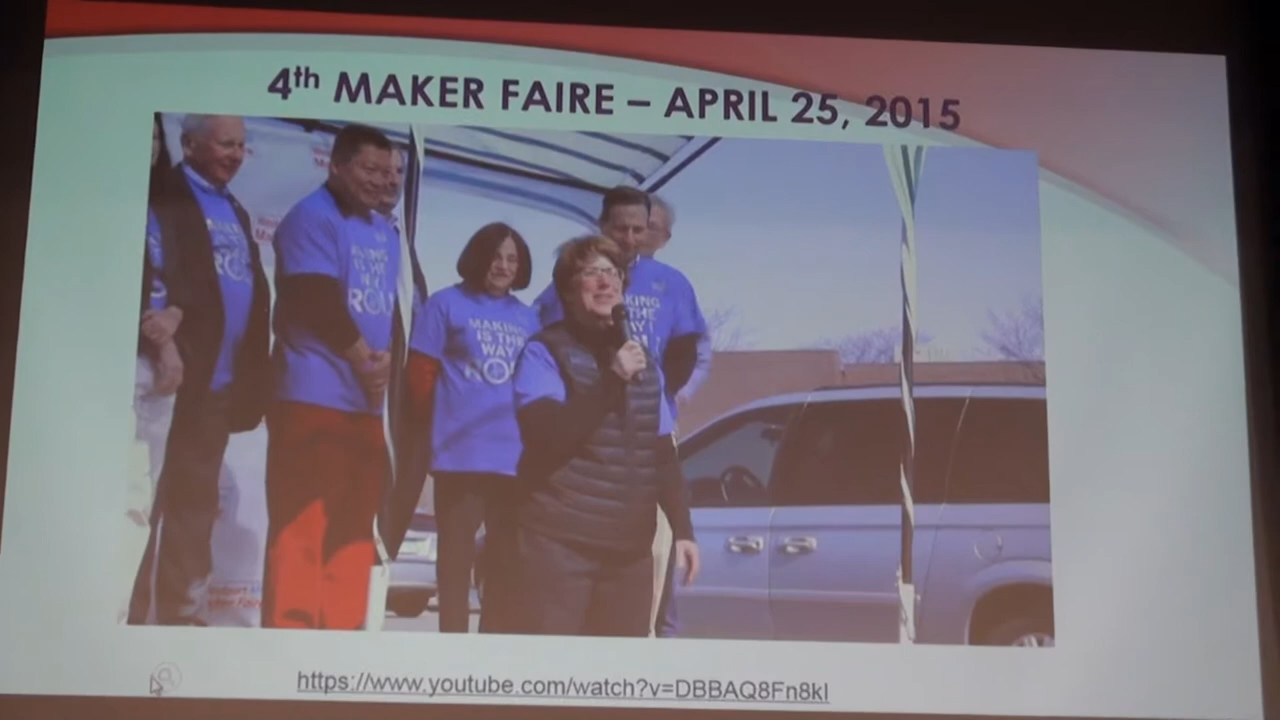 4th MAKER FAIRE – APRIL 25, 2015
MAKING
IS THE
WAY
https://www.youtube.com/watch?v=DBBAQ8Fn8kI